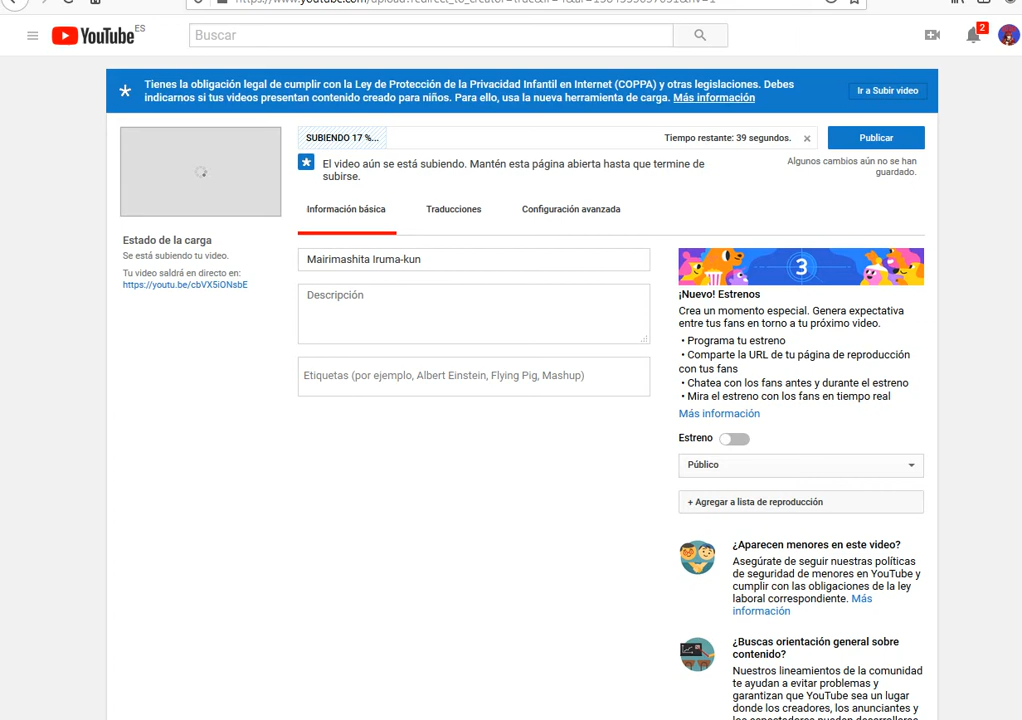 YouTube ES
Buscar
2
Tienes la obligación legal de cumplir con la Ley de Protección de la Privacidad Infantil en Internet (COPPA) y otras legislaciones. Debes
indicarnos si tus videos presentan contenido creado para niños. Para ello, usa la nueva herramienta de carga. Más información
Ir a Subir video
SUBIENDO 17 %...
Tiempo restante: 39 segundos.
Publicar
El video aún se está subiendo. Mantén esta página abierta hasta que termine de
subirse.
Algunos cambios aún no se han
guardado.
Información básica
Traducciones
Configuración avanzada
Estado de la carga
Se está subiendo tu video.
Tu video saldrá en directo en:
https://youtu.be/cbVX5iONsbE
Mairimashita Iruma-kun
Descripción
Etiquetas (por ejemplo, Albert Einstein, Flying Pig, Mashup)
3
¡Nuevo! Estrenos
Crea un momento especial. Genera expectativa
entre tus fans en torno a tu próximo video.
• Programa tu estreno
• Comparte la URL de tu página de reproducción
con tus fans
• Chatea con los fans antes y durante el estreno
• Mira el estreno con los fans en tiempo real
Más información
Estreno
Público
+ Agregar a lista de reproducción
¿Aparecen menores en este video?
Asegúrate de seguir nuestras políticas
de seguridad de menores en YouTube y
cumplir con las obligaciones de la ley
laboral correspondiente. Más
información
¿Buscas orientación general sobre
contenido?
Nuestros lineamientos de la comunidad
te ayudan a evitar problemas y
garantizan que YouTube sea un lugar
donde los creadores, los anunciantes y